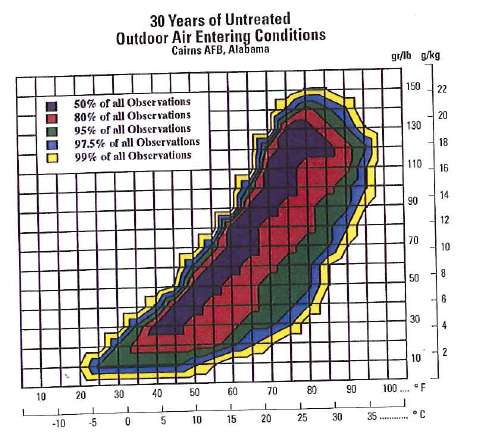 30 Years of Untreated
Outdoor Air Entering Conditions
Cairns AFB, Alabama
gr/lb g/kg
50% of all Observations
80% of all Observations
95% of all Observations
97.5% of all Observations
99% of all Observations
150
130
110
90
70
50
30
10
22
20
18
16
14
12
10
8
6
4
2
10 20 30 40 50 60 70 80 90 100 .... ° F
-10 -5 0 5 10 15 20 25 30 35 ............ ° C